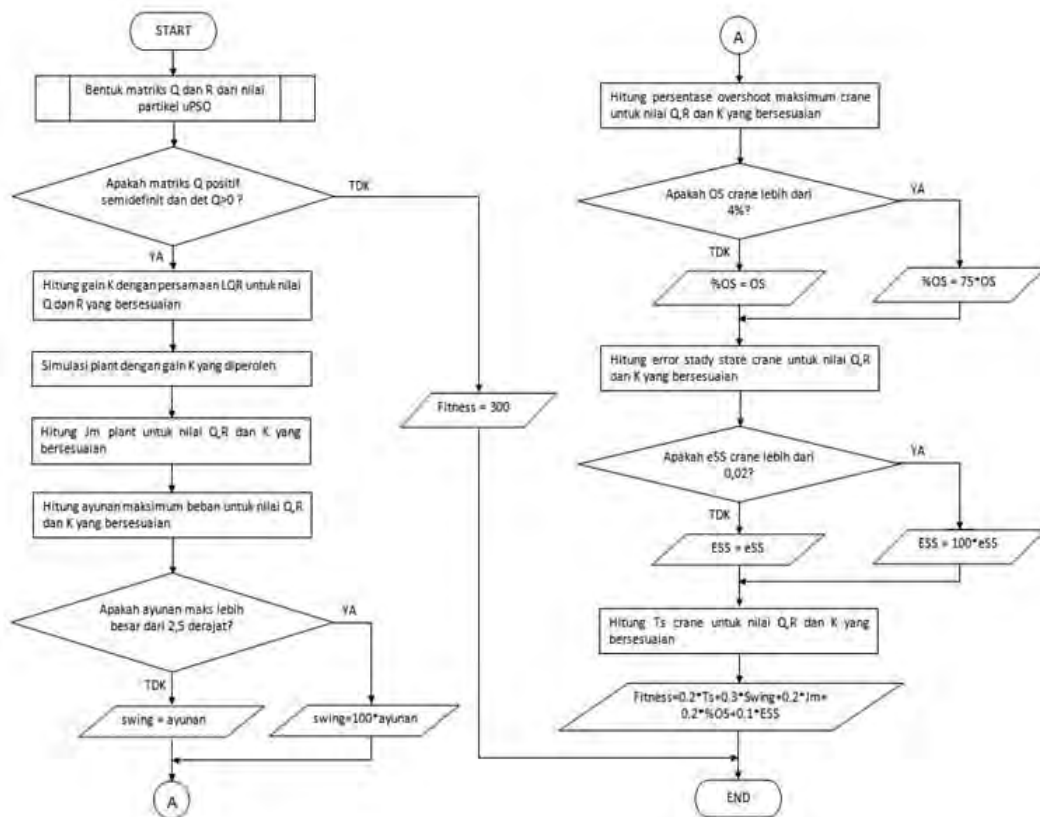 START
Bentuk matriks Q dan R dari nilai
partikel uPSO
Apakah matriks Q positif
semidefinit dan det Q>0 ?
TDK
YA
Hitung gain K dengan persamaan LQR untuk nilai
Q dan R yang bersesuaian
Simulasi plant dengan gain K yang diperoleh
Hitung Jm plant untuk nilai Q,R dan K yang
bersesuaian
Hitung ayunan maksimum beban untuk nilai Q,R
dan K yang bersesuaian
Apakah ayunan maks lebih
besar dari 2,5 derajat?
YA
TDK
swing = ayunan
swing=100*ayunan
A
Fitness = 300
A
Hitung persentase overshoot maksimum crane
untuk nilai Q,R dan K yang bersesuaian
Apakah OS crane lebih dari
4%?
YA
TDK
%OS = OS
%OS = 75*OS
Hitung error stady state crane untuk nilai Q,R
dan K yang bersesuaian
Apakah eSS crane lebih dari
0,02?
YA
TDK
ESS = eSS
ESS = 100*eSS
Hitung Ts crane untuk nilai Q,R dan K yang
bersesuaian
Fitness=0.2*Ts+0.3*Swing+0.2*Jm+
0.2*%OS+0.1*ESS
END